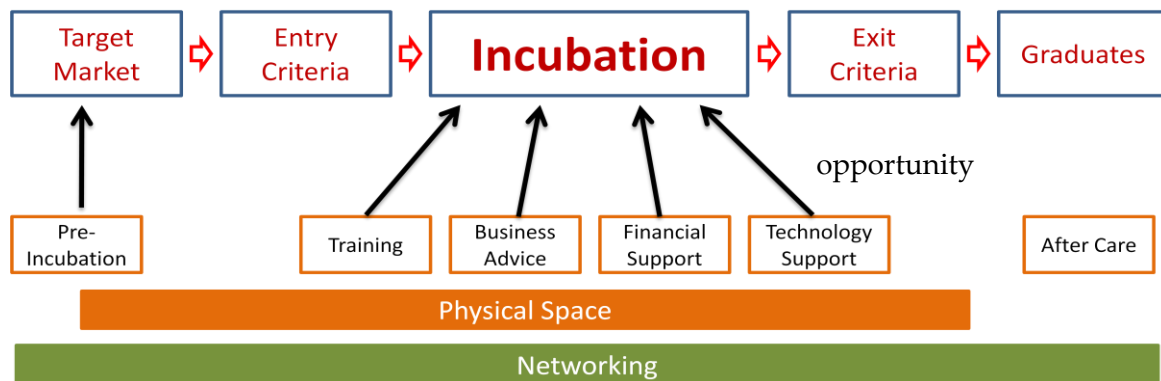 Target
Market
Entry
Criteria
Incubation
Exit
Criteria
Graduates
opportunity
Pre-
Incubation
Training
Business
Advice
Financial
Support
Technology
Support
After Care
Physical Space
Networking